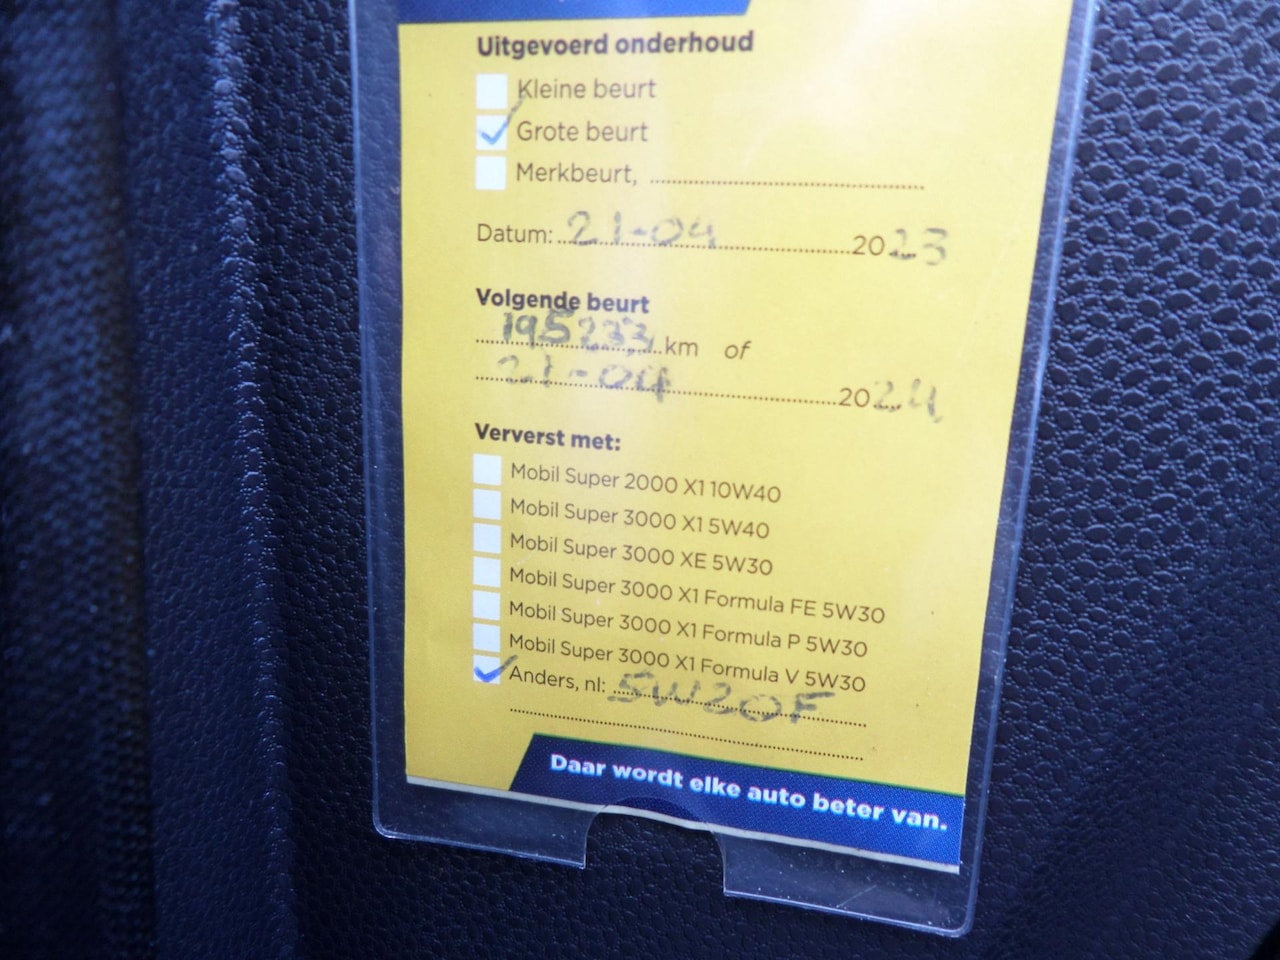 Uitgevoerd onderhoud
Kleine beurt
Grote beurt
Merkbeurt, ....................
Datum: 21-04 2023
Volgende beurt
195233 km of
21-04 2024
Ververst met:
Mobil Super 2000 X1 10W40
Mobil Super 3000 X1 5W40
Mobil Super 3000 XE 5W30
Mobil Super 3000 X1 Formula FE 5W30
Mobil Super 3000 X1 Formula P 5W30
Mobil Super 3000 X1 Formula V 5W30
Anders, nl: 5W20F
Daar wordt elke auto beter van.